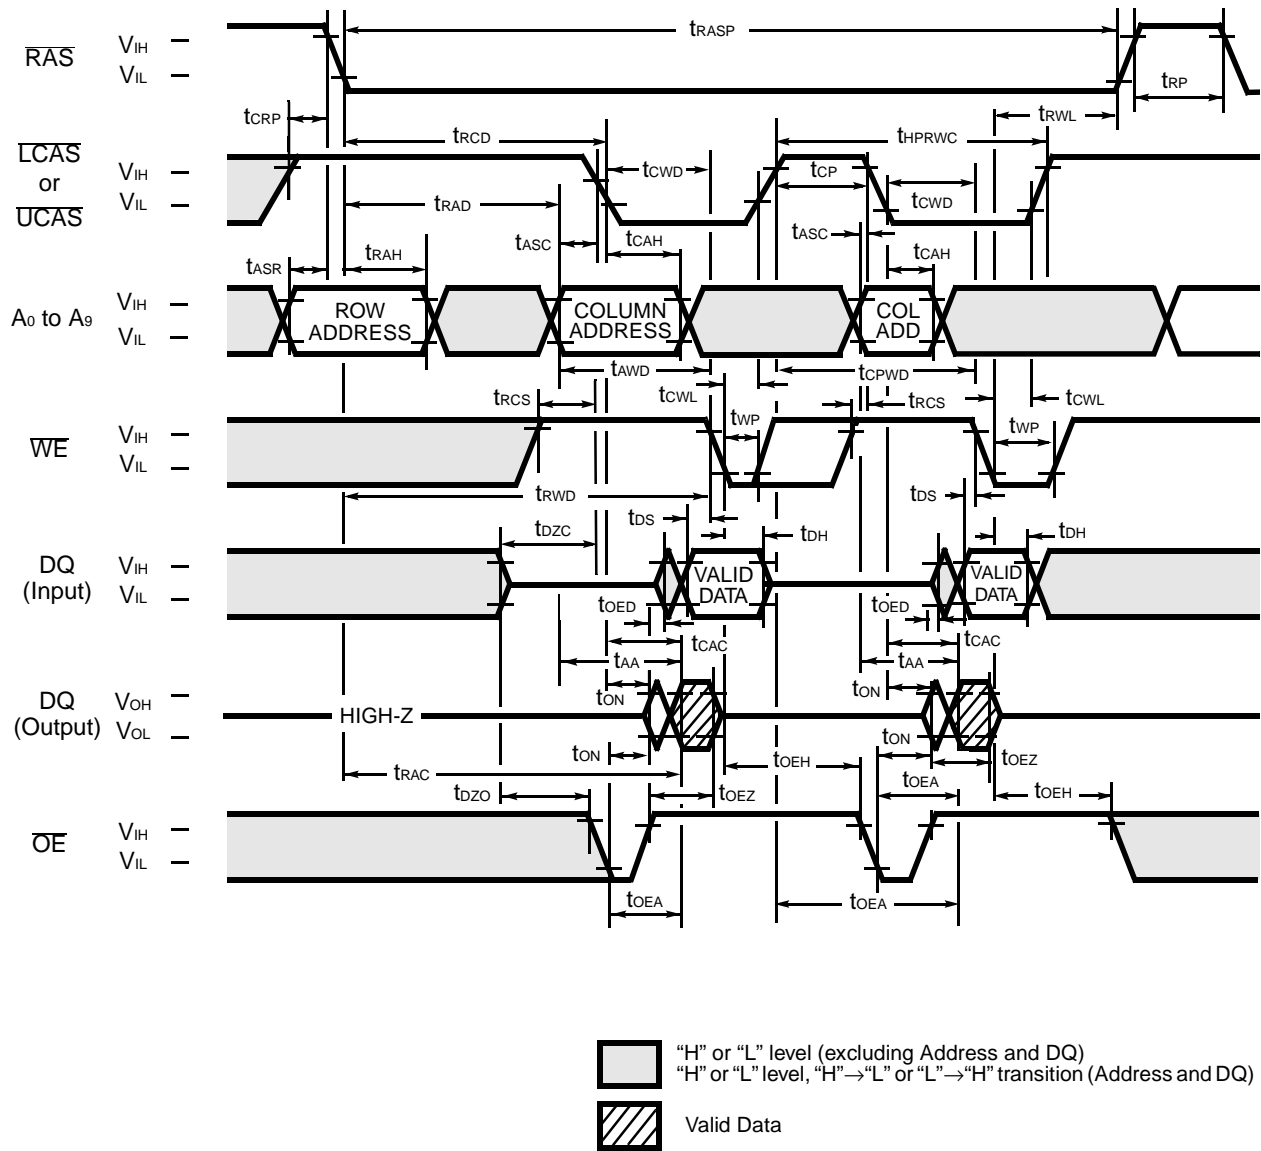 tRASP
RAS
VIH
VIL
tRP
tCRP
tRWL
tRCD
tHPRWC
LCAS
or
UCAS
VIH
VIL
tCWD
tCP
tCWD
tRAD
tASC
tCAH
tASC
tCAH
tASR
tRAH
A0 to A9
VIH
VIL
ROW
ADDRESS
COLUMN
ADDRESS
COL
ADD
tAWD
tCPWD
tRCS
tCWL
tRCS
tCWL
WE
VIH
VIL
tWP
tWP
tRWD
tDS
tDS
tDZC
tDH
tDH
DQ
(Input)
VIH
VIL
VALID
DATA
VALID
DATA
tOED
tOED
tCAC
tCAC
tAA
tAA
tON
tON
DQ
(Output)
VOH
VOL
HIGH-Z
tON
tON
tRAC
tOEH
tOEZ
tDZO
tOEZ
tOEA
tOEH
OE
VIH
VIL
tOEA
tOEA
“H” or “L” level (excluding Address and DQ)
“H” or “L” level, “H”→“L” or “L”→“H” transition (Address and DQ)
Valid Data